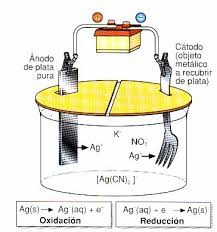 Ánodo
de plata
pura
Cátodo
(objeto
metálico
a recubrir
de plata)
K⁺
NO₃⁻
Ag⁺
Ag⁺
[Ag(CN)₂]⁻
Ag(s) → Ag⁺(aq) + e⁻
Oxidación
Ag⁺(aq) + e⁻ → Ag(s)
Reducción